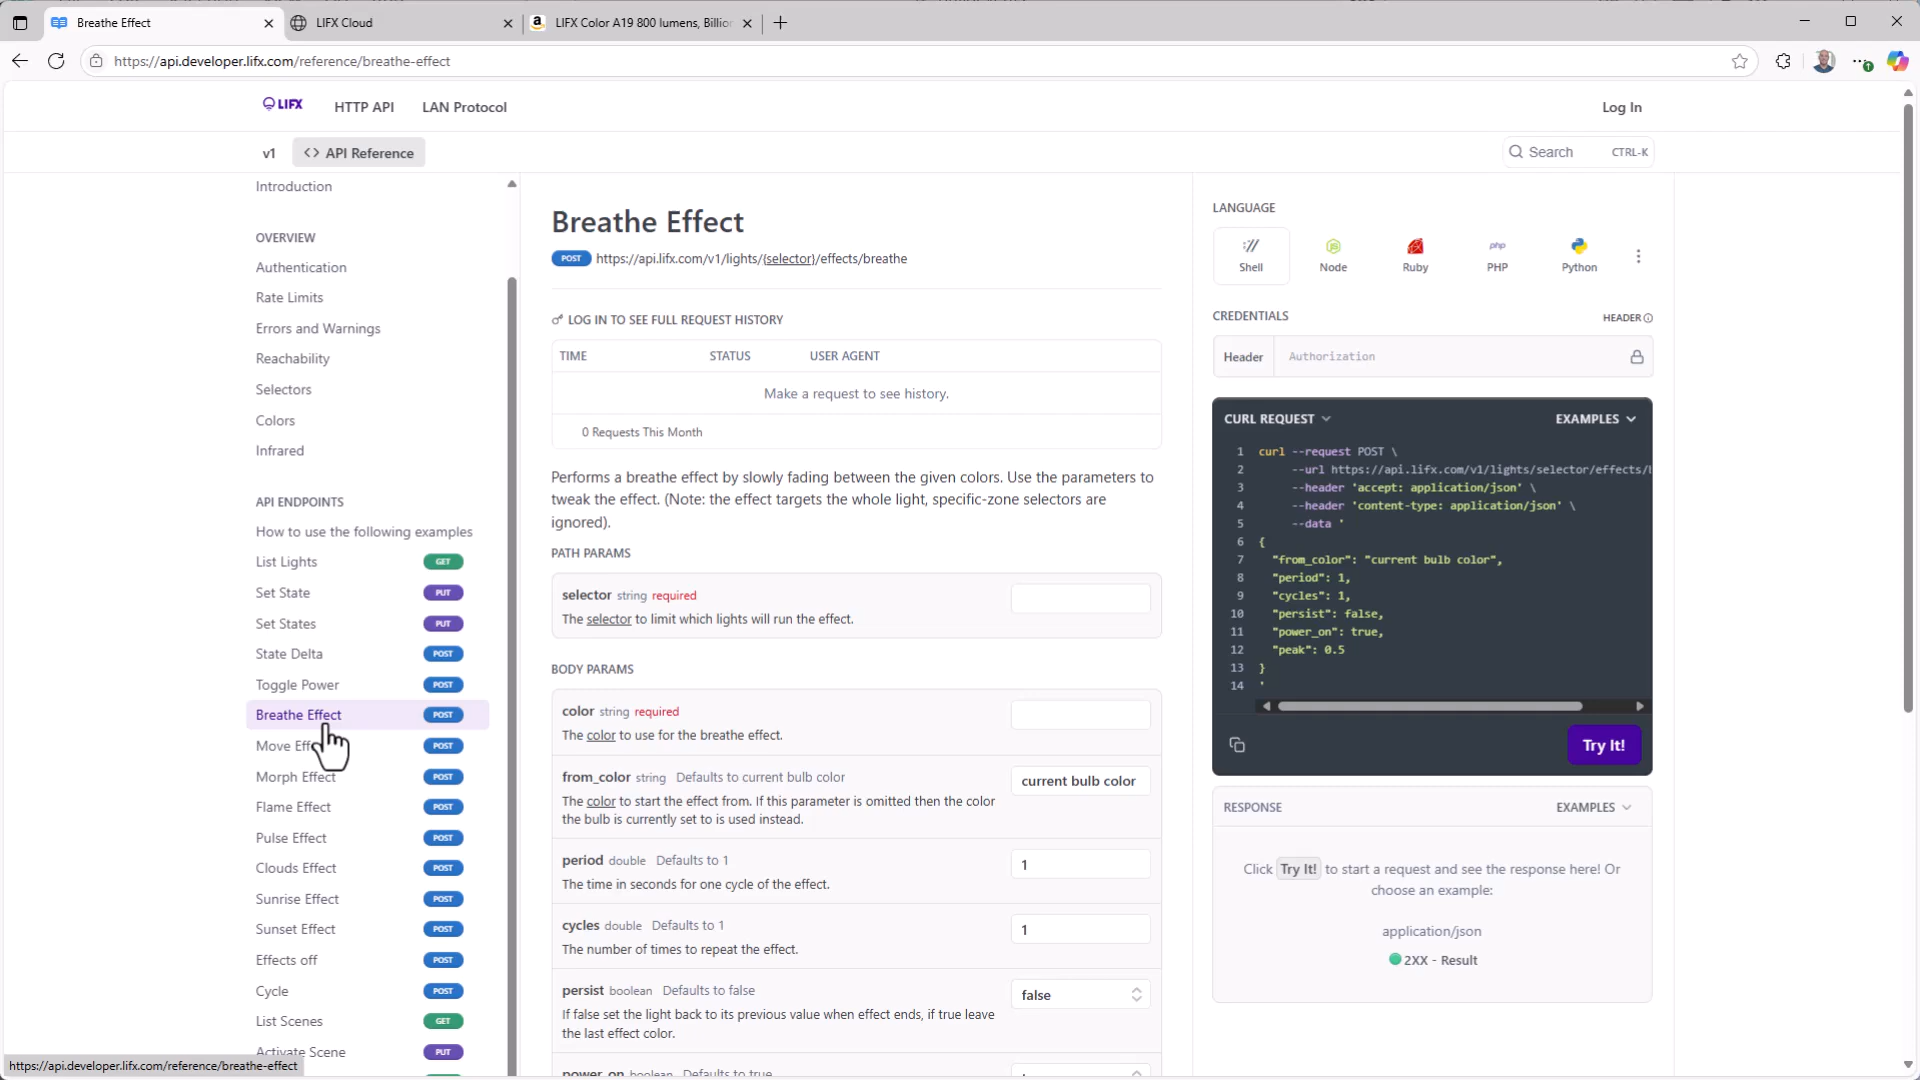 Breathe Effect
LIFX Cloud
LIFX Color A19 800 lumens, Billio
https://api.developer.lifx.com/reference/breathe-effect
LIFX
HTTP API
LAN Protocol
Log In
v1
<> API Reference
Search
CTRL-K
Introduction
OVERVIEW
Authentication
Rate Limits
Errors and Warnings
Reachability
Selectors
Colors
Infrared
API ENDPOINTS
How to use the following examples
List Lights GET
Set State PUT
Set States PUT
State Delta POST
Toggle Power POST
Breathe Effect POST
Move Eff POST
Morph Effect POST
Flame Effect POST
Pulse Effect POST
Clouds Effect POST
Sunrise Effect POST
Sunset Effect POST
Effects off POST
Cycle POST
List Scenes GET
Activate Scene PUT
https://api.developer.lifx.com/reference/breathe-effect
Breathe Effect
POST https://api.lifx.com/v1/lights/{selector}/effects/breathe
LOG IN TO SEE FULL REQUEST HISTORY
TIME STATUS USER AGENT
Make a request to see history.
0 Requests This Month
Performs a breathe effect by slowly fading between the given colors. Use the parameters to
tweak the effect. (Note: the effect targets the whole light, specific-zone selectors are
ignored).
PATH PARAMS
selector string required
The selector to limit which lights will run the effect.
BODY PARAMS
color string required
The color to use for the breathe effect.
from_color string Defaults to current bulb color
current bulb color
The color to start the effect from. If this parameter is omitted then the color
the bulb is currently set to is used instead.
period double Defaults to 1
1
The time in seconds for one cycle of the effect.
cycles double Defaults to 1
1
The number of times to repeat the effect.
persist boolean Defaults to false
false
If false set the light back to its previous value when effect ends, if true leave
the last effect color.
power_on boolean Defaults to true
LANGUAGE
Shell
Node
Ruby
php
PHP
Python
CREDENTIALS
HEADER
Header
Authorization
CURL REQUEST
EXAMPLES
1 curl --request POST \
2 --url https://api.lifx.com/v1/lights/selector/effects/
3 --header 'accept: application/json' \
4 --header 'content-type: application/json' \
5 --data '
6 {
7 "from_color": "current bulb color",
8 "period": 1,
9 "cycles": 1,
10 "persist": false,
11 "power_on": true,
12 "peak": 0.5
13 }
14 '
Try It!
RESPONSE
EXAMPLES
Click Try It! to start a request and see the response here! Or
choose an example:
application/json
2XX - Result